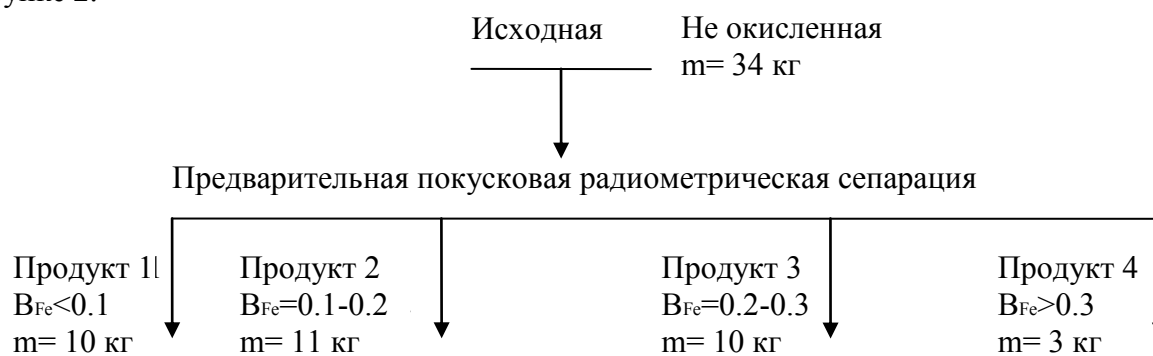 Исходная
Не окисленная
m= 34 кг
Предварительная покусковая радиометрическая сепарация
Продукт 1
BFe<0.1
m= 10 кг
Продукт 2
BFe=0.1-0.2
m= 11 кг
Продукт 3
BFe=0.2-0.3
m= 10 кг
Продукт 4
BFe>0.3
m= 3 кг